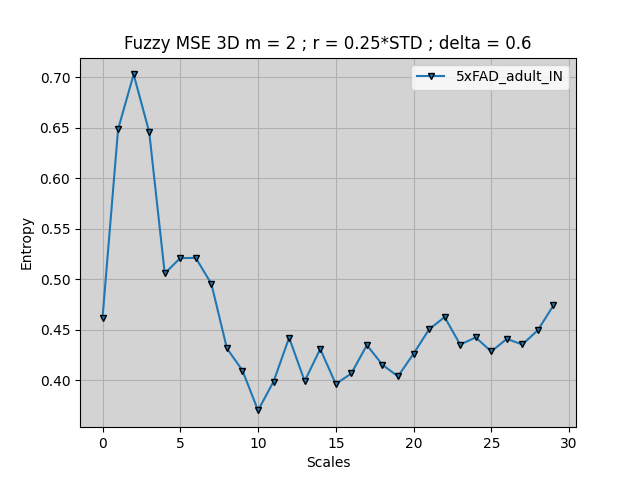 Fuzzy MSE 3D m = 2 ; r = 0.25*STD ; delta = 0.6
5xFAD_adult_IN
0.70
0.65
0.60
0.55
0.50
0.45
0.40
Entropy
0 5 10 15 20 25 30
Scales